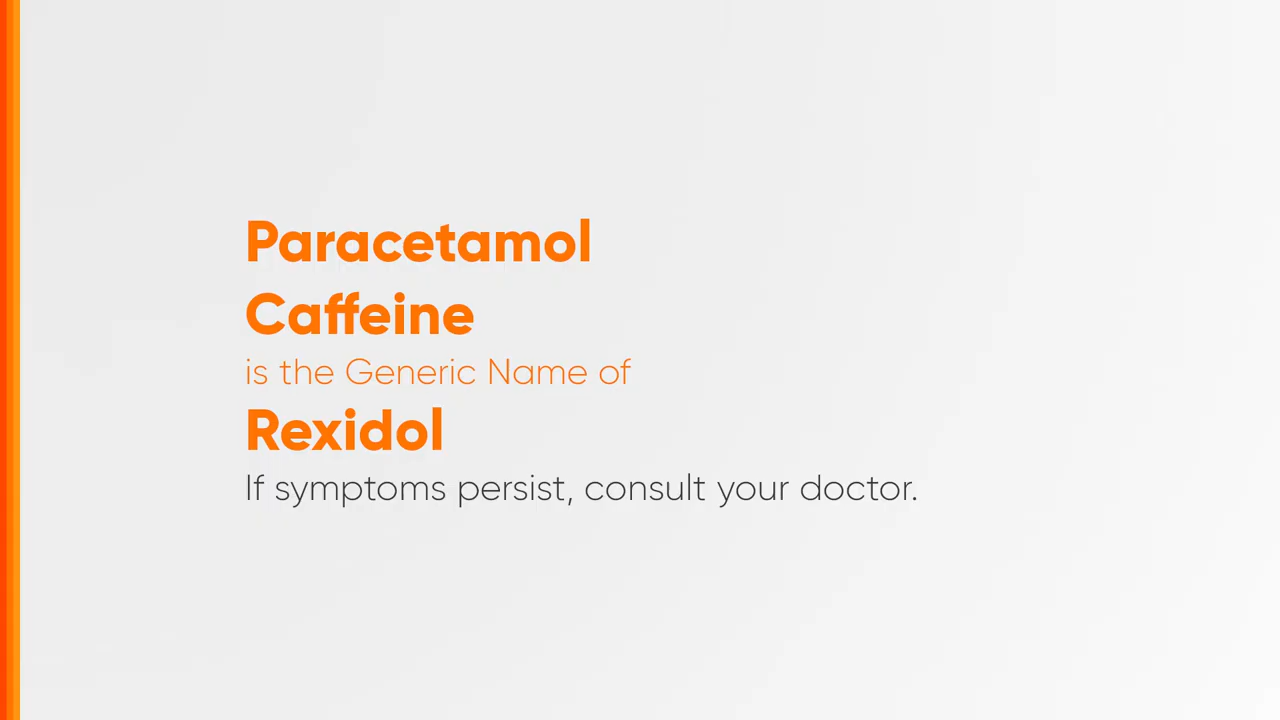 Paracetamol
Caffeine
is the Generic Name of
Rexidol
If symptoms persist, consult your doctor.